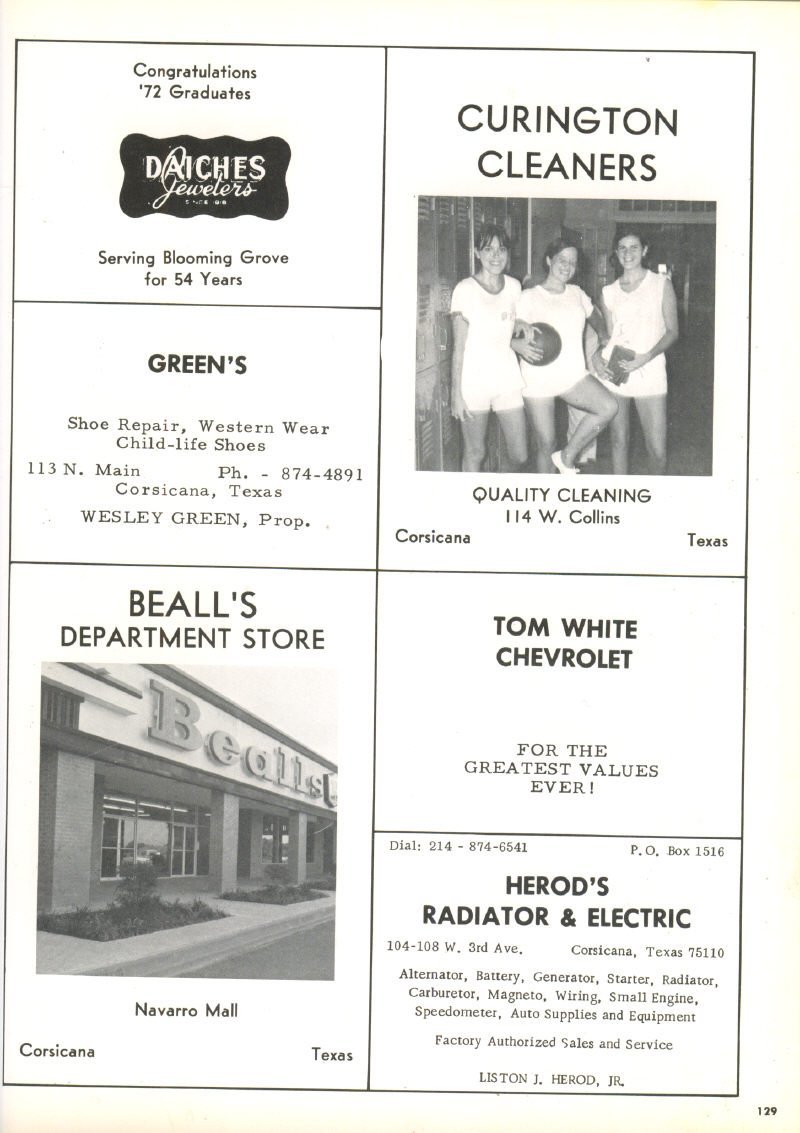 Congratulations
'72 Graduates
DAICHES
Jewelers
SINCE 1918
Serving Blooming Grove
for 54 Years
GREEN'S
Shoe Repair, Western Wear
Child-life Shoes
113 N. Main Ph. - 874-4891
Corsicana, Texas
WESLEY GREEN, Prop.
BEALL'S
DEPARTMENT STORE
Bealls
Navarro Mall
Corsicana Texas
CURINGTON
CLEANERS
QUALITY CLEANING
114 W. Collins
Corsicana Texas
TOM WHITE
CHEVROLET
FOR THE
GREATEST VALUES
EVER!
Dial: 214 - 874-6541 P.O. Box 1516
HEROD'S
RADIATOR & ELECTRIC
104-108 W. 3rd Ave. Corsicana, Texas 75110
Alternator, Battery, Generator, Starter, Radiator,
Carburetor, Magneto, Wiring, Small Engine,
Speedometer, Auto Supplies and Equipment
Factory Authorized Sales and Service
LISTON J. HEROD, JR.
129